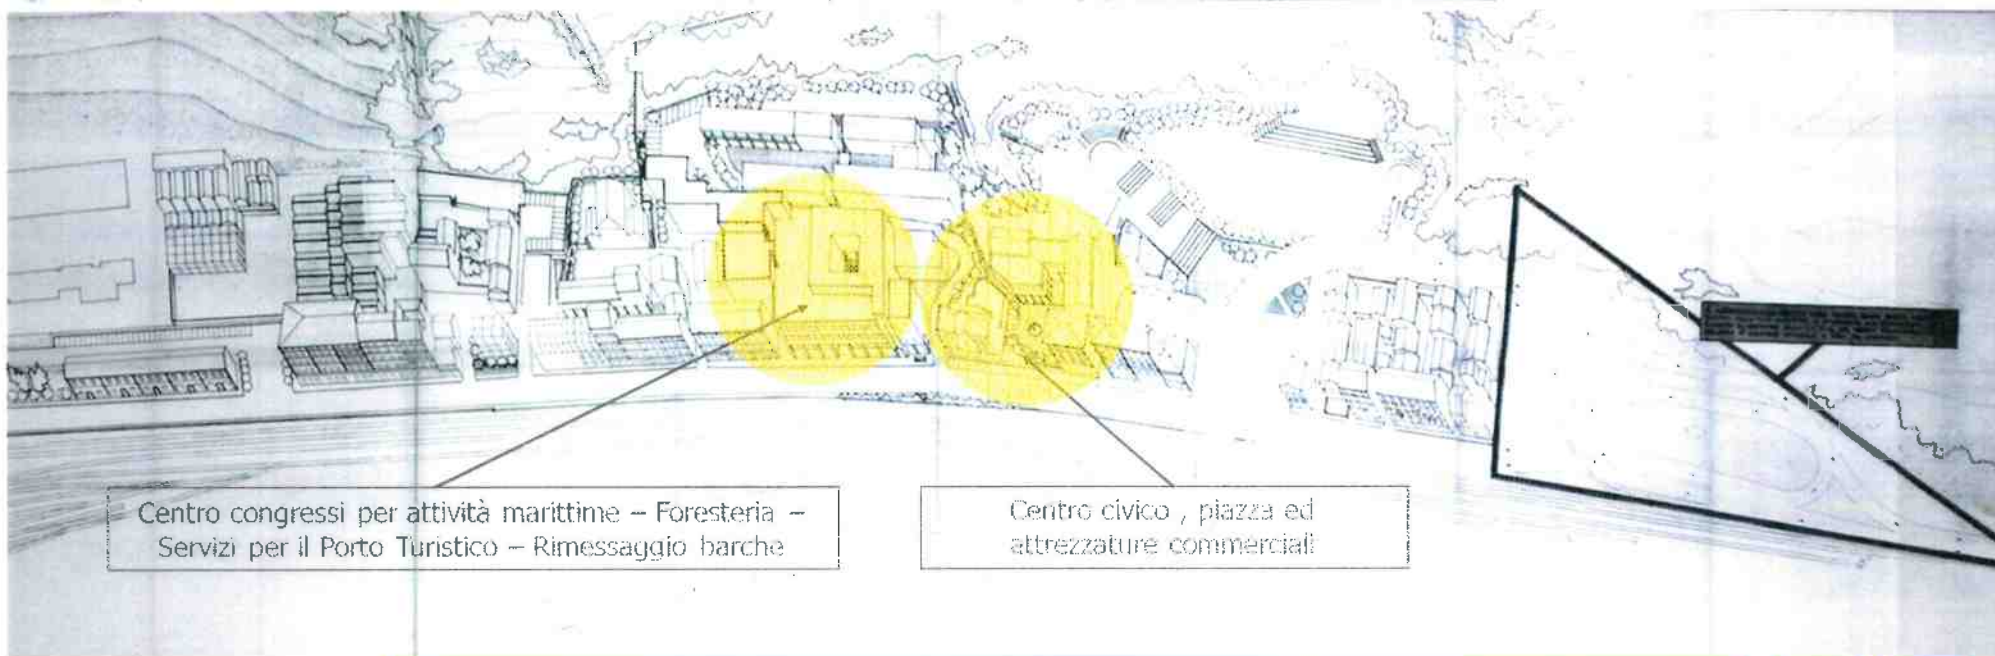 Centro congressi per attività marittime – Foresteria –
Servizi per il Porto Turistico – Rimessaggio barche
Centro civico , piazza ed
attrezzature commerciali